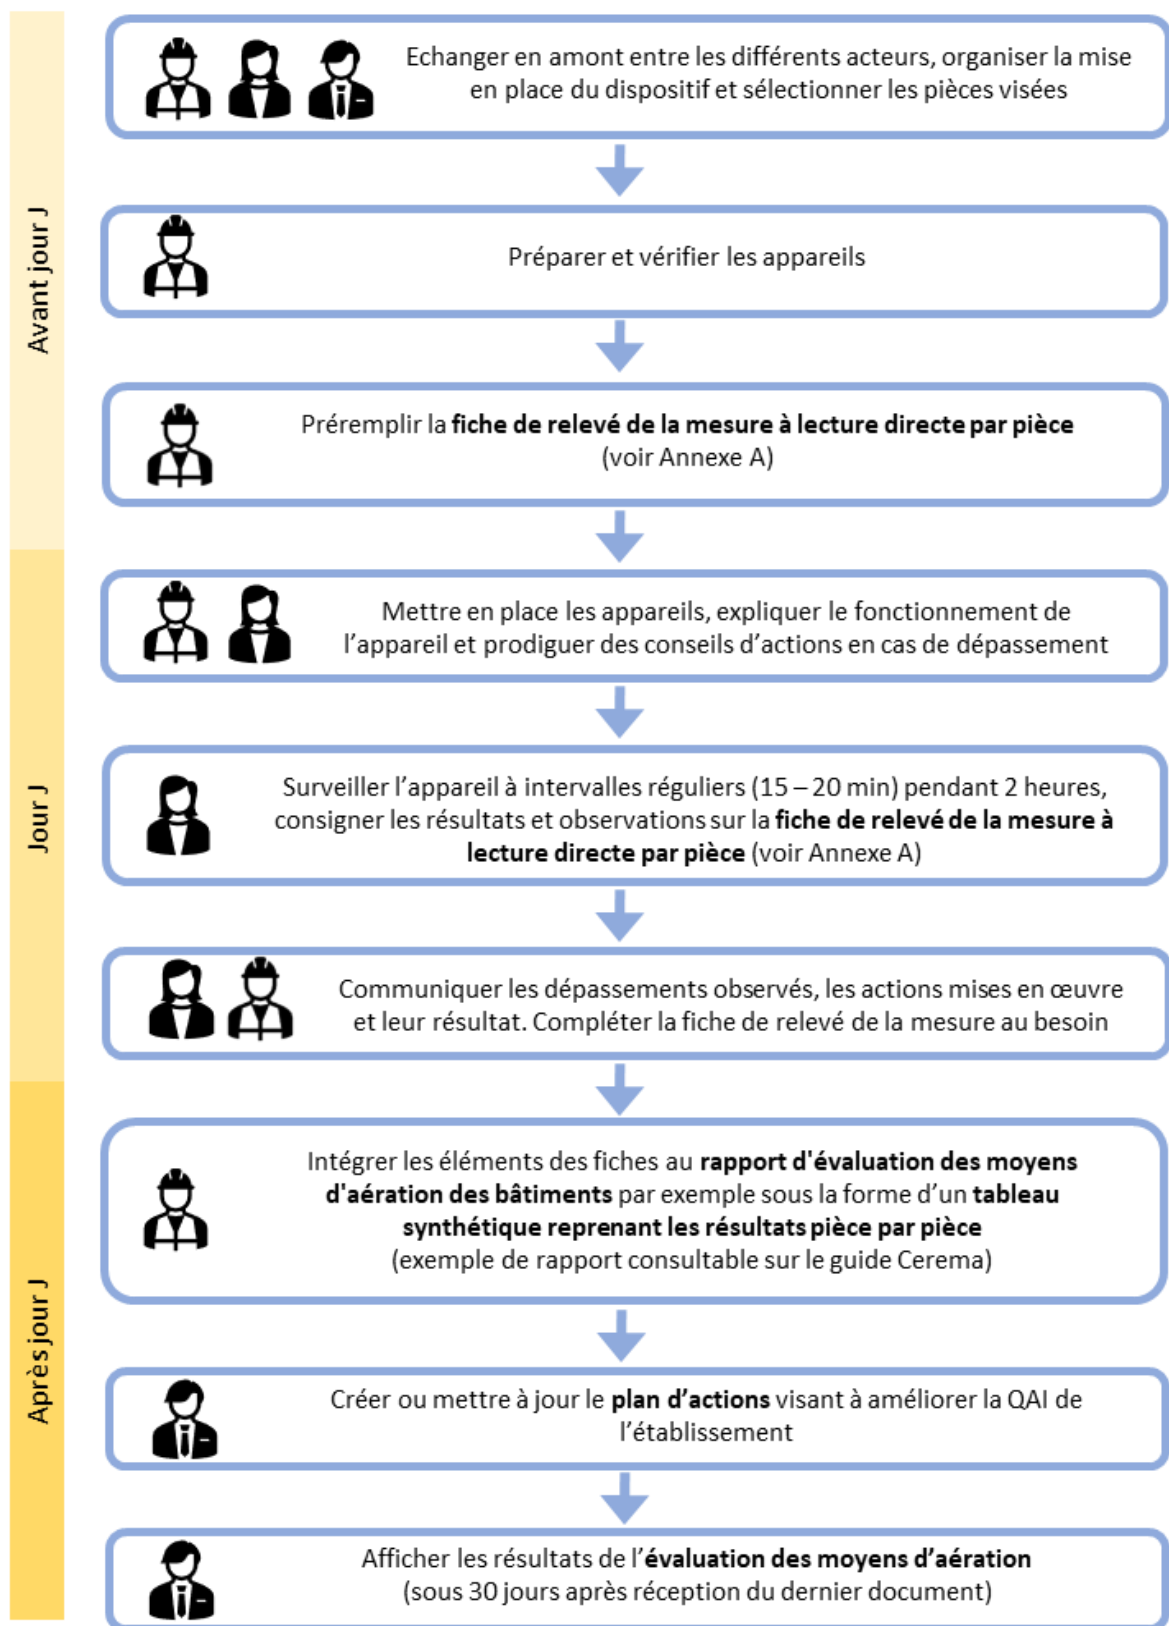 Avant jour J
Echanger en amont entre les différents acteurs, organiser la mise
en place du dispositif et sélectionner les pièces visées
Préparer et vérifier les appareils
Préremplir la fiche de relevé de la mesure à lecture directe par pièce
(voir Annexe A)
Jour J
Mettre en place les appareils, expliquer le fonctionnement de
l’appareil et prodiguer des conseils d’actions en cas de dépassement
Surveiller l’appareil à intervalles réguliers (15 – 20 min) pendant 2 heures,
consigner les résultats et observations sur la fiche de relevé de la mesure à
lecture directe par pièce (voir Annexe A)
Communiquer les dépassements observés, les actions mises en œuvre
et leur résultat. Compléter la fiche de relevé de la mesure au besoin
Après jour J
Intégrer les éléments des fiches au rapport d'évaluation des moyens
d'aération des bâtiments par exemple sous la forme d’un tableau
synthétique reprenant les résultats pièce par pièce
(exemple de rapport consultable sur le guide Cerema)
Créer ou mettre à jour le plan d’actions visant à améliorer la QAI de
l’établissement
Afficher les résultats de l’évaluation des moyens d’aération
(sous 30 jours après réception du dernier document)